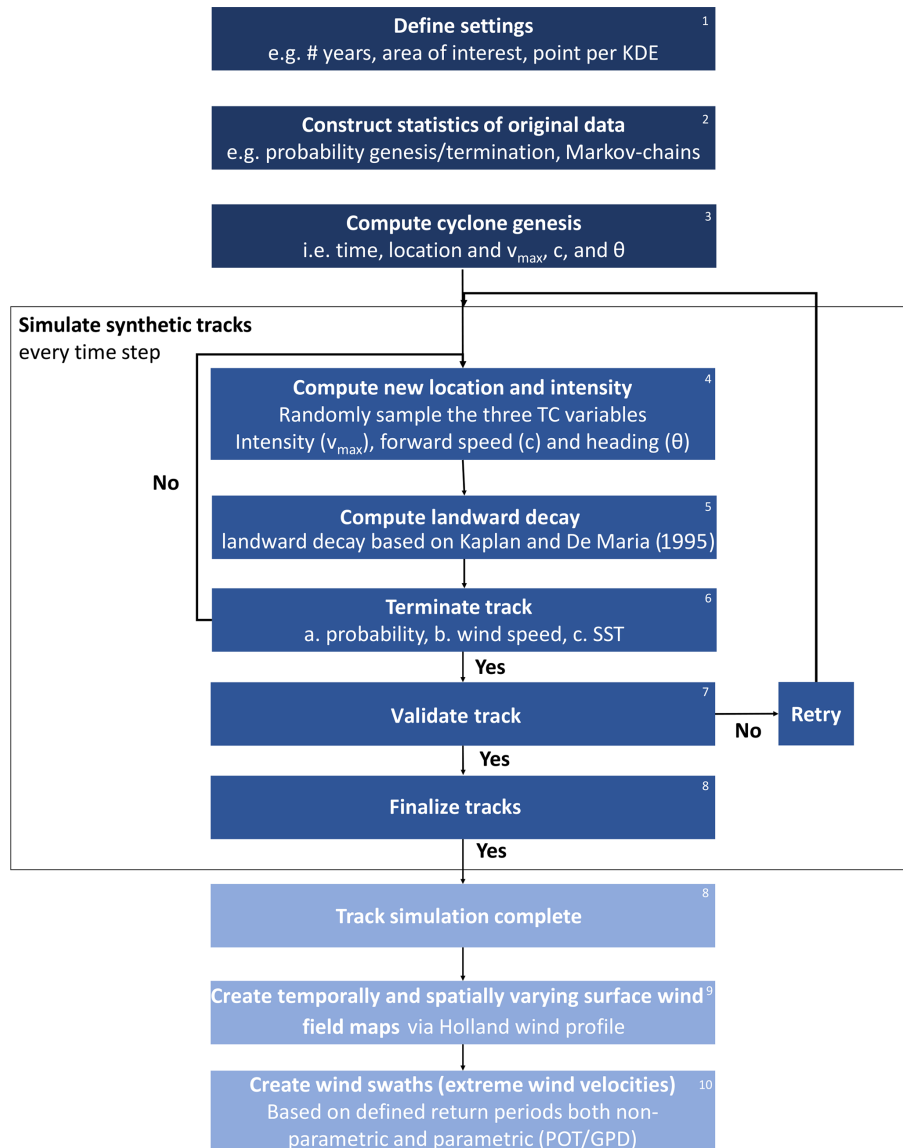 Define settings
1
e.g. # years, area of interest, point per KDE
Construct statistics of original data
2
e.g. probability genesis/termination, Markov-chains
Compute cyclone genesis
3
i.e. time, location and vmax, c, and θ
Simulate synthetic tracks
every time step
Compute new location and intensity
4
Randomly sample the three TC variables
Intensity (vmax), forward speed (c) and heading (θ)
No
Compute landward decay
5
landward decay based on Kaplan and De Maria (1995)
Terminate track
6
a. probability, b. wind speed, c. SST
Yes
Validate track
7
No
Retry
Yes
Finalize tracks
8
Yes
Track simulation complete
8
Create temporally and spatially varying surface wind
9
field maps via Holland wind profile
Create wind swaths (extreme wind velocities)
10
Based on defined return periods both non-
parametric and parametric (POT/GPD)